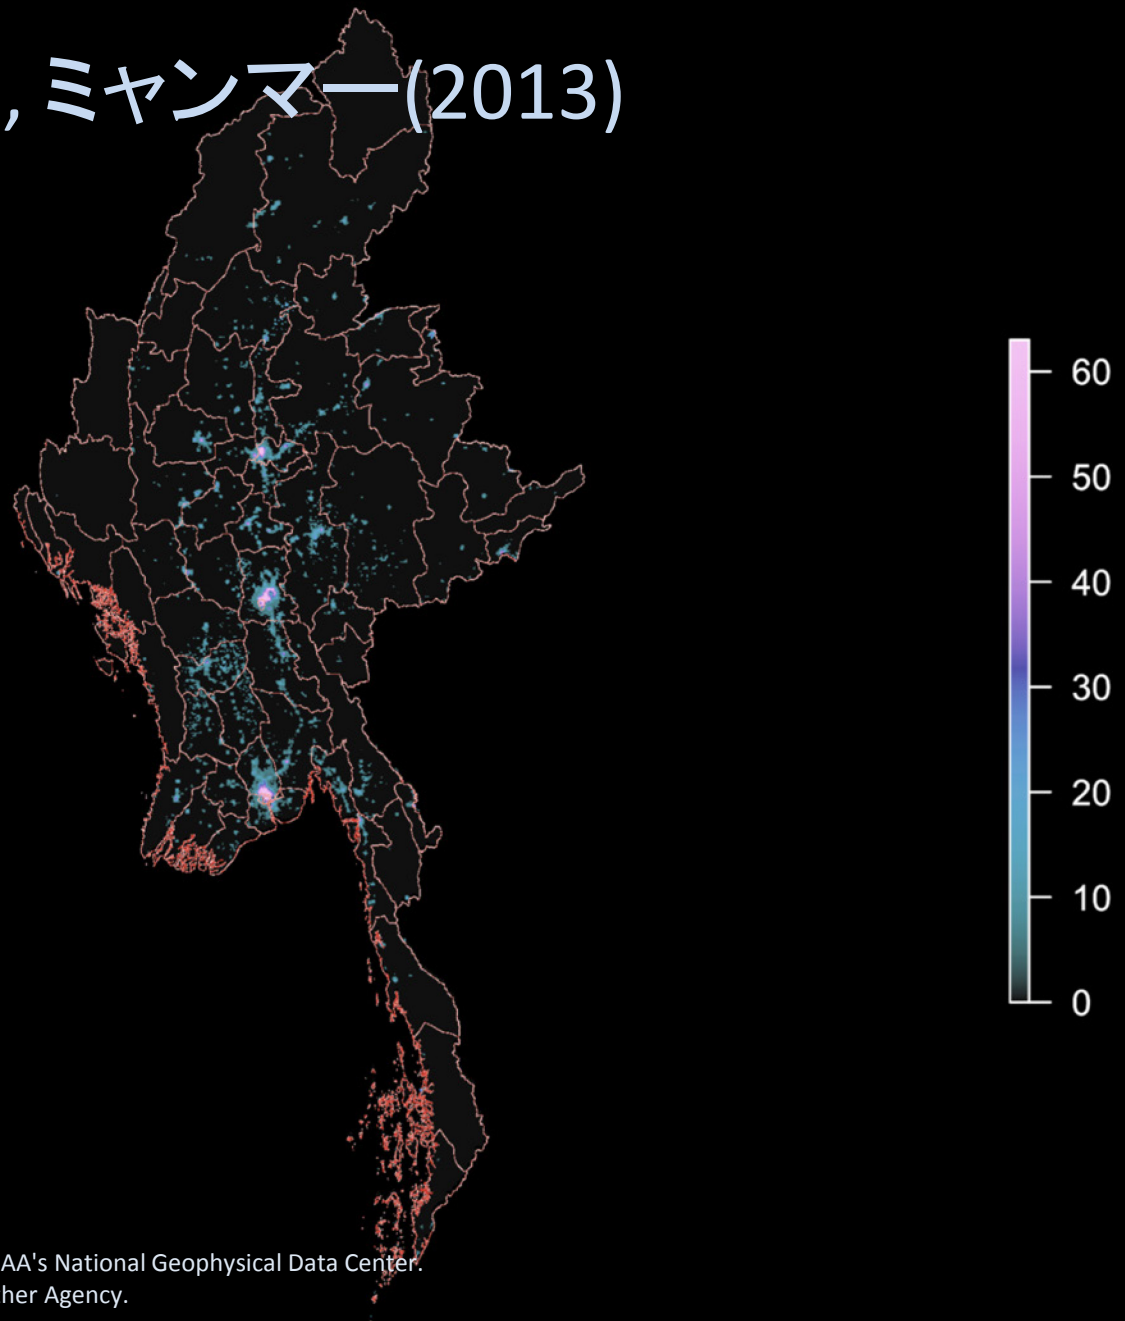 , ミャンマー(2013)
60
50
40
30
20
10
0
AA's National Geophysical Data Center.
her Agency.